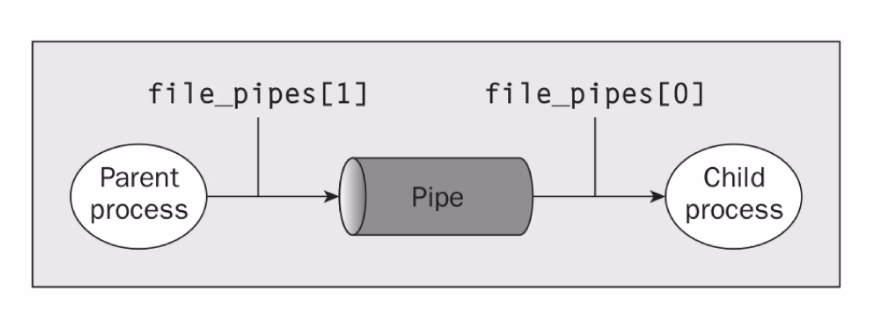 file_pipes[1]
file_pipes[0]
Parent
process
Pipe
Child
process